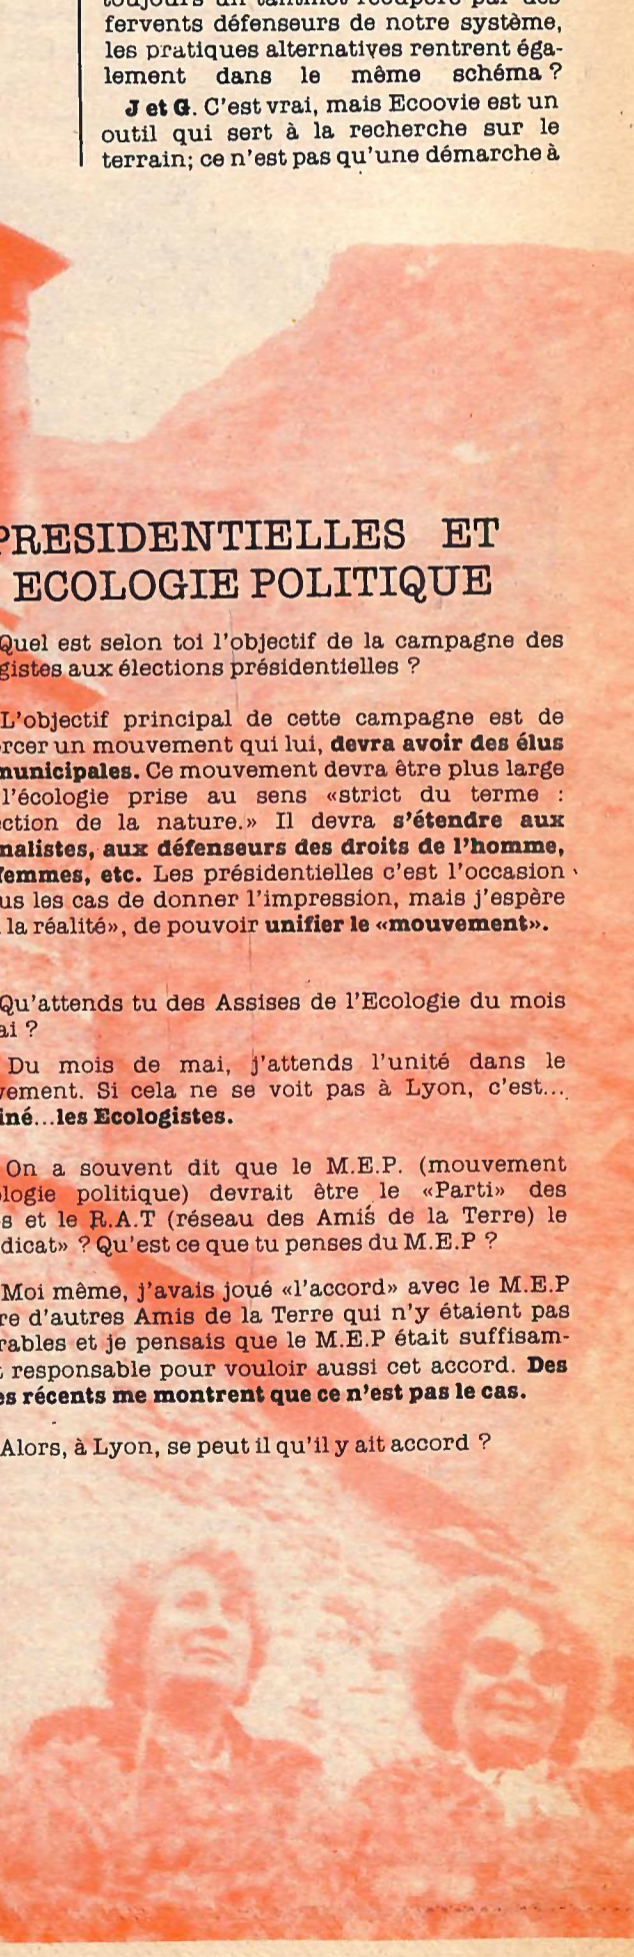 fervents défenseurs de notre système,
les pratiques alternatives rentrent éga-
lement dans le même schéma ?
J et G. C'est vrai, mais Ecoovie est un
outil qui sert à la recherche sur le
terrain; ce n'est pas qu'une démarche à
PRESIDENTIELLES ET
ECOLOGIE POLITIQUE
Quel est selon toi l'objectif de la campagne des
gistes aux élections présidentielles ?
L'objectif principal de cette campagne est de
rcer un mouvement qui lui, devra avoir des élus
municipales. Ce mouvement devra être plus large
l'écologie prise au sens «strict du terme :
ction de la nature.» Il devra s'étendre aux
nalistes, aux défenseurs des droits de l'homme,
femmes, etc. Les présidentielles c'est l'occasion
us les cas de donner l'impression, mais j'espère
la réalité», de pouvoir unifier le «mouvement».
Qu'attends tu des Assises de l'Ecologie du mois
ai ?
Du mois de mai, j'attends l'unité dans le
vement. Si cela ne se voit pas à Lyon, c'est...
iné...les Ecologistes.
On a souvent dit que le M.E.P. (mouvement
logie politique) devrait être le «Parti» des
s et le R.A.T (réseau des Amis de la Terre) le
dicat» ? Qu'est ce que tu penses du M.E.P ?
Moi même, j'avais joué «l'accord» avec le M.E.P
re d'autres Amis de la Terre qui n'y étaient pas
rables et je pensais que le M.E.P était suffisam-
t responsable pour vouloir aussi cet accord. Des
es récents me montrent que ce n'est pas le cas.
Alors, à Lyon, se peut il qu'il y ait accord ?